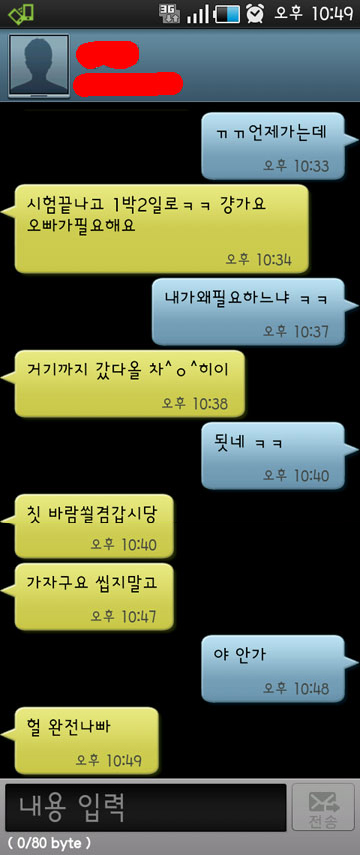 3G 오후 10:49
ㄲㄲ언제가는데
오후 10:33
시험끝나고 1박2일로ㅋㅋ 걍가요
오빠가필요해요
오후 10:34
내가왜필요하느냐 ㅋㅋ
오후 10:37
거기까지 갔다올 차^ㅇ^히이
오후 10:38
됫네 ㅋㅋ
오후 10:40
칫 바람쐴겸갑시당
오후 10:40
가자구요 씹지말고
오후 10:47
야 안가
오후 10:48
헐 완전나빠
오후 10:49
내용 입력
전송
( 0/80 byte )